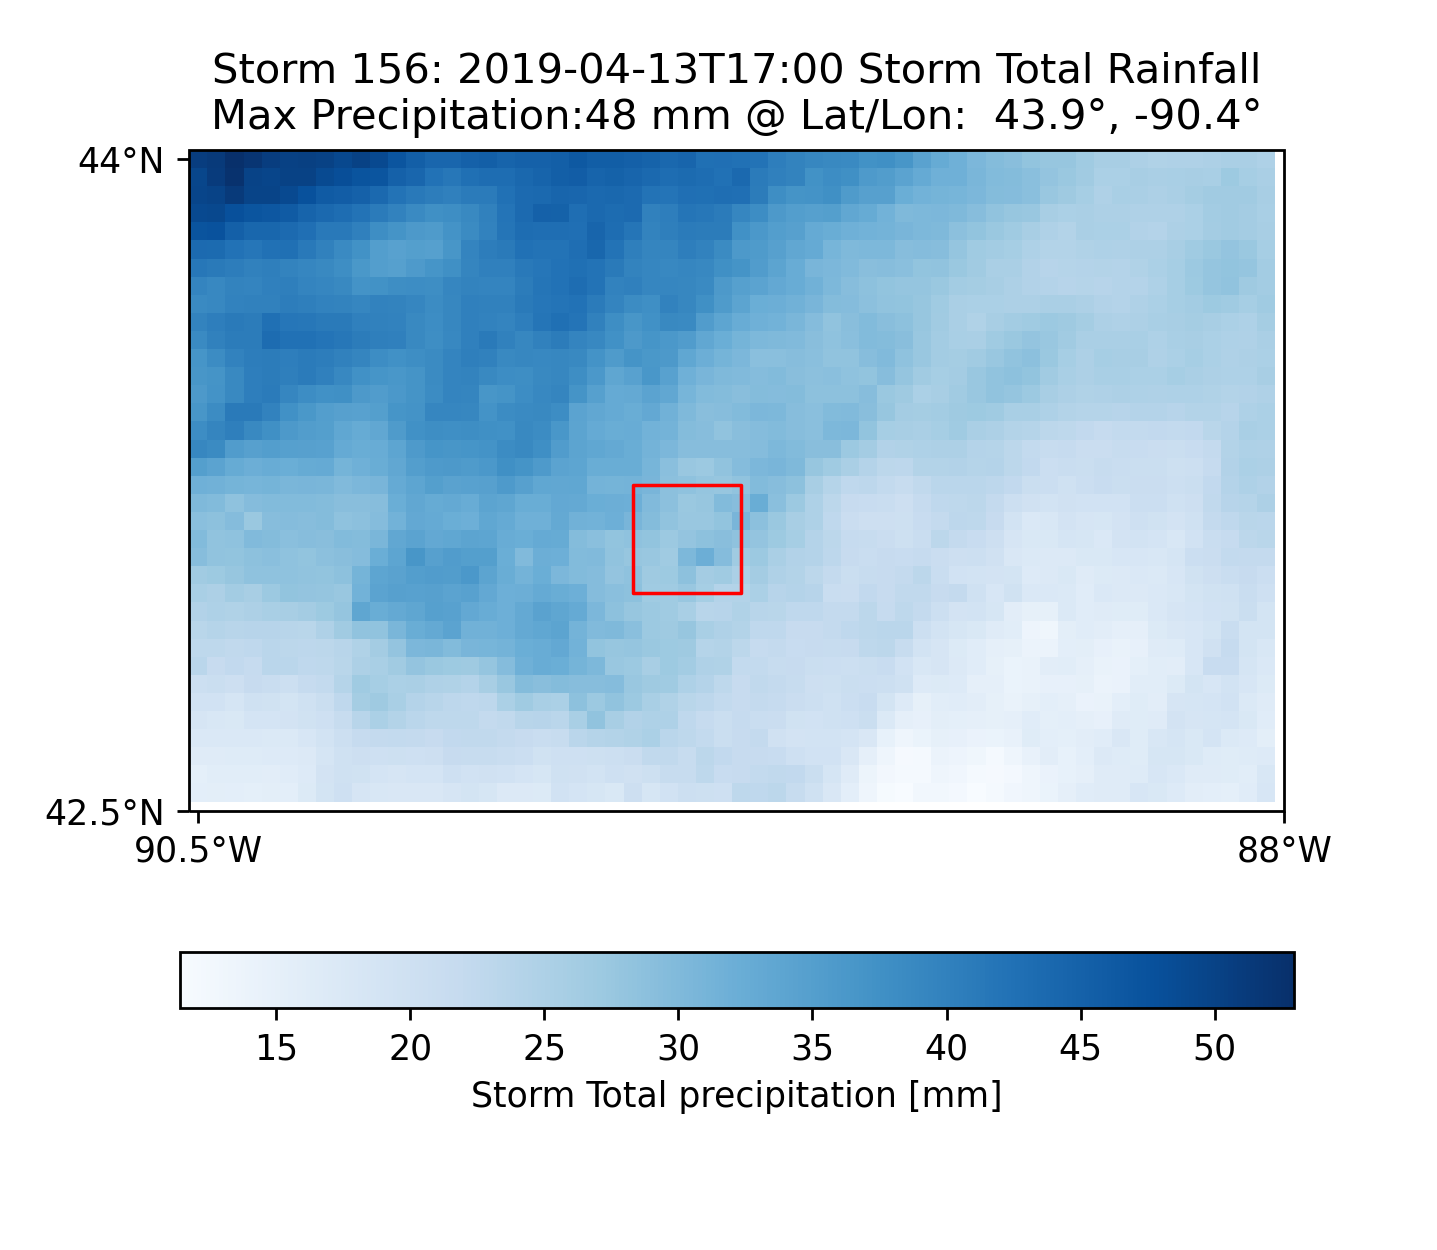 Storm 156: 2019-04-13T17:00 Storm Total Rainfall
Max Precipitation:48 mm @ Lat/Lon:  43.9°, -90.4°
44°N
42.5°N
90.5°W 88°W
15 20 25 30 35 40 45 50
Storm Total precipitation [mm]